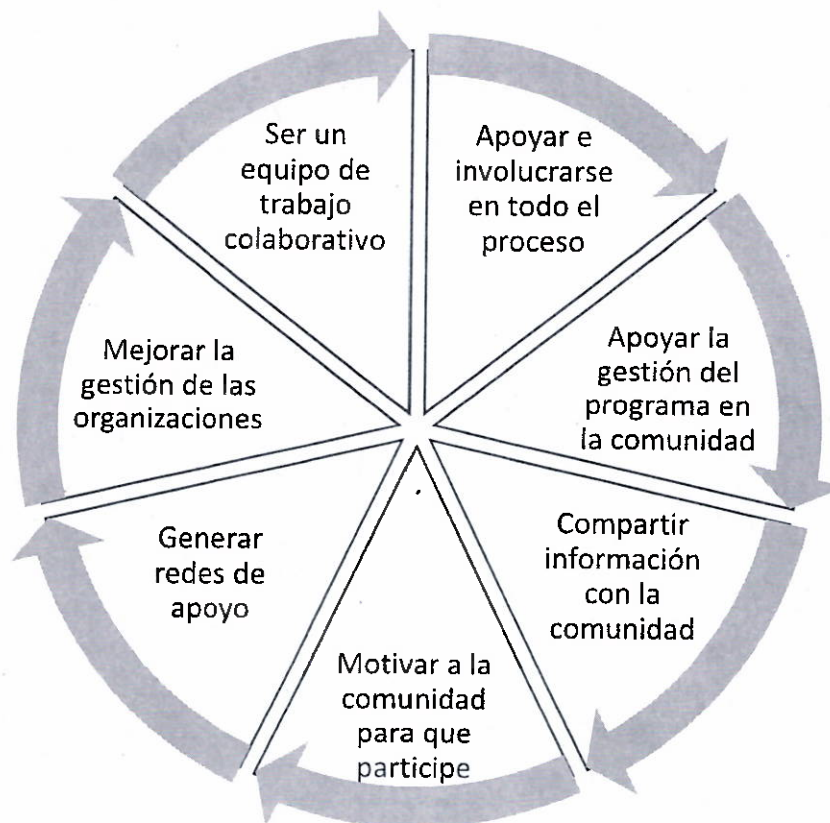 Ser un
equipo de
trabajo
colaborativo
Apoyar e
involucrarse
en todo el
proceso
Apoyar la
gestión del
programa en
la comunidad
Compartir
información
con la
comunidad
Motivar a la
comunidad
para que
participe
Generar
redes de
apoyo
Mejorar la
gestión de las
organizaciones